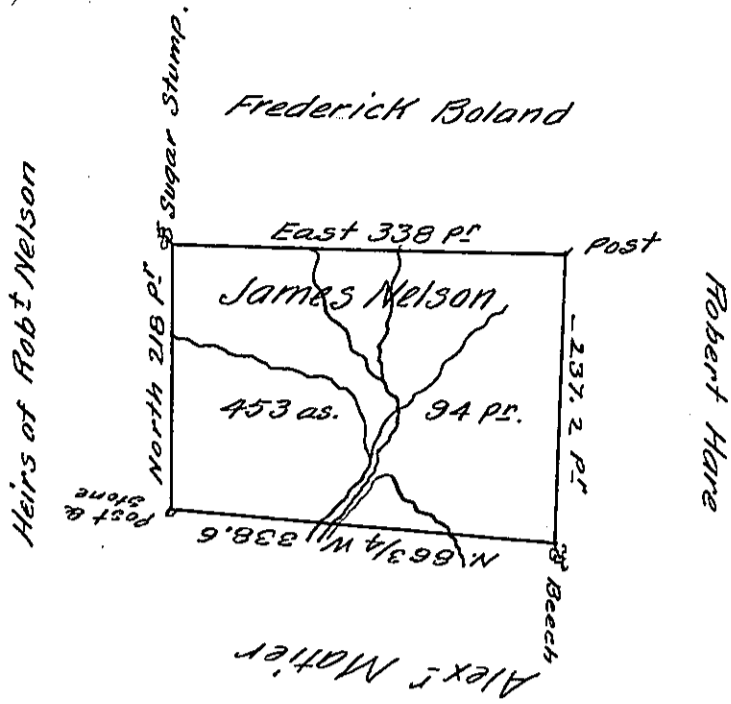 Sugar Stump.
Frederick Boland
Heirs of Robt Nelson
East 338 Pr
Post
James Nelson
North 218 Pr
237.2 Pr
Robert Hare
453 as. 94 Pr.
Post & Stone
N. 86 3/4 W 338.6
Beech
Alexr Matier